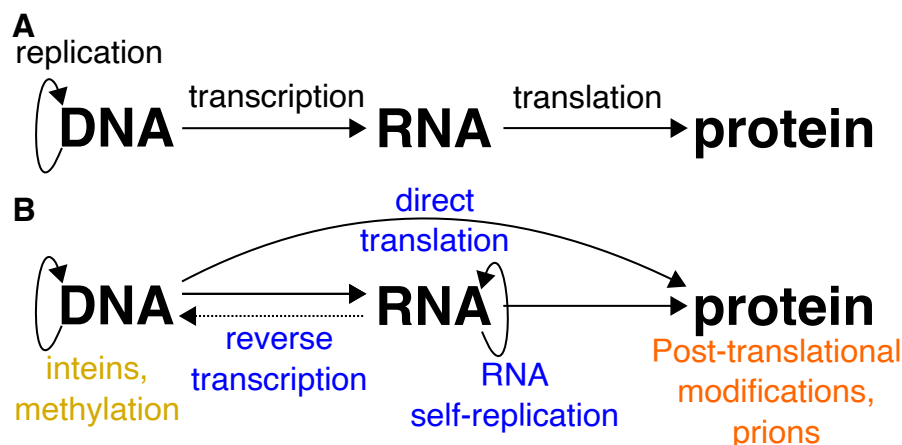 A
replication
DNA transcription RNA translation protein
B
direct
translation
DNA RNA protein
reverse
transcription
inteins,
methylation
RNA
self-replication
Post-translational
modifications,
prions